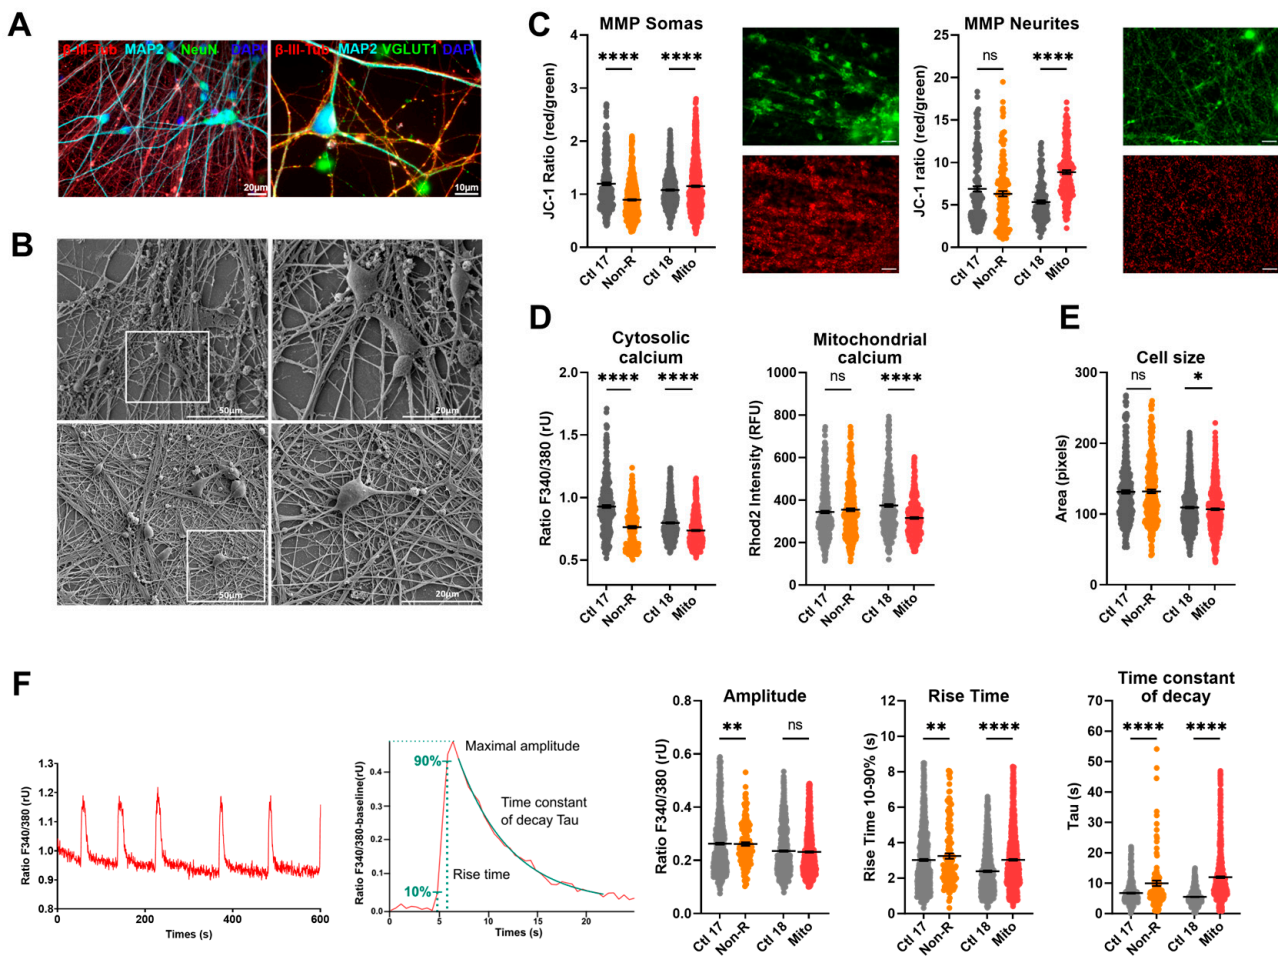 A
β-III-Tub MAP2 NeuN DAPI
20μm
β-III-Tub MAP2 VGLUT1 DAPI
10μm
B
50μm
20μm
50μm
20μm
C
MMP Somas
JC-1 Ratio (red/green)
4
3
2
1
0
****
****
Ctl 17
Non-R
Ctl 18
Mito
MMP Neurites
JC-1 ratio (red/green)
25
20
15
10
5
0
ns
****
Ctl 17
Non-R
Ctl 18
Mito
D
Cytosolic
calcium
Ratio F340/380 (rU)
2.0
1.5
1.0
0.5
****
****
Ctl 17
Non-R
Ctl 18
Mito
Mitochondrial
calcium
Rhod2 Intensity (RFU)
1000
800
600
400
200
0
ns
****
Ctl 17
Non-R
Ctl 18
Mito
E
Cell size
Area (pixels)
300
200
100
0
ns
*
Ctl 17
Non-R
Ctl 18
Mito
F
Ratio F340/380 (rU)
1.3
1.2
1.1
1.0
0.9
0.8
0
200
400
600
Times (s)
Ratio F340/380-baseline(rU)
0.4
0.3
0.2
0.1
0.0
0
5
10
15
20
Times (s)
Maximal amplitude
90%
Time constant
of decay Tau
Rise time
10%
Amplitude
Ratio F340/380 (rU)
0.8
0.6
0.4
0.2
0.0
**
ns
Ctl 17
Non-R
Ctl 18
Mito
Rise Time
Rise Time 10-90% (s)
12
10
8
6
4
2
0
**
****
Ctl 17
Non-R
Ctl 18
Mito
Time constant
of decay
Tau (s)
70
60
50
40
30
20
10
0
****
****
Ctl 17
Non-R
Ctl 18
Mito